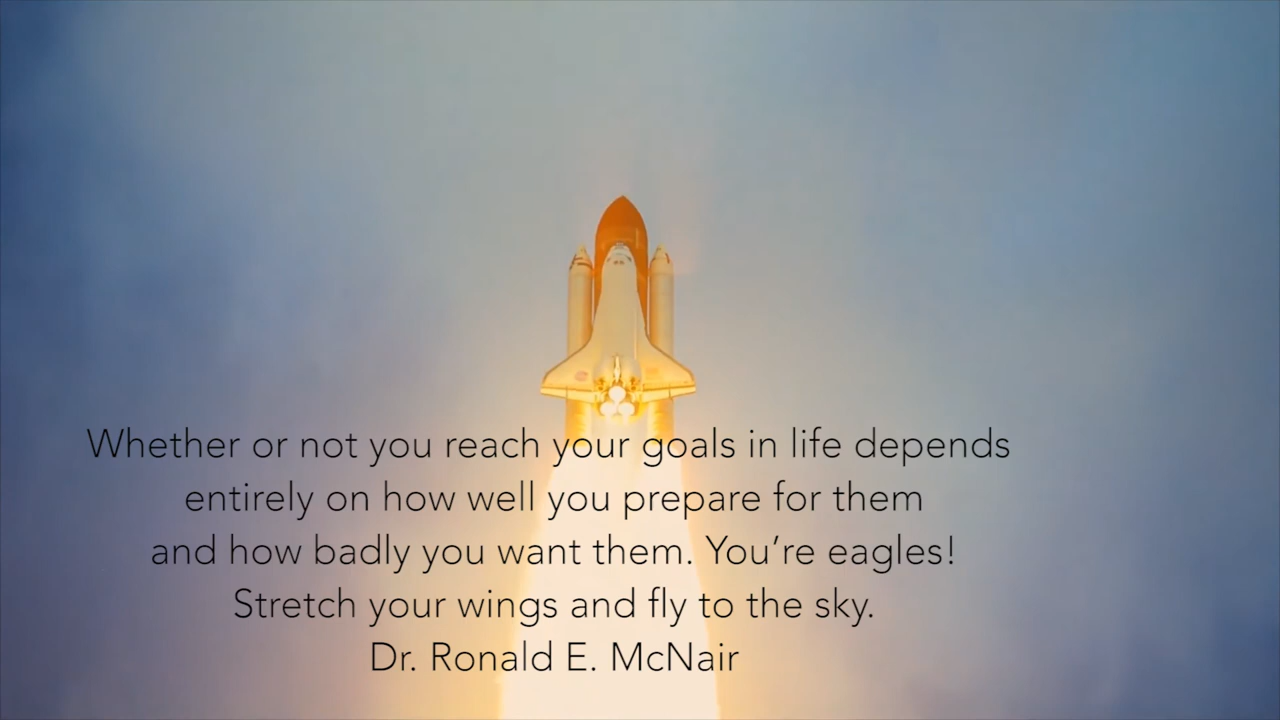 Whether or not you reach your goals in life depends
entirely on how well you prepare for them
and how badly you want them. You’re eagles!
Stretch your wings and fly to the sky.
Dr. Ronald E. McNair